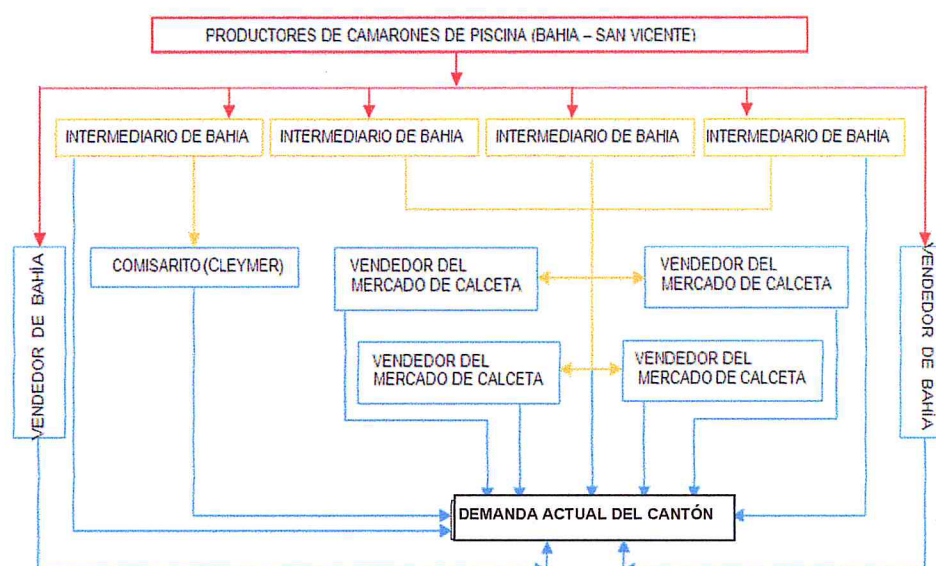 PRODUCTORES DE CAMARONES DE PISCINA (BAHIA – SAN VICENTE)
INTERMEDIARIO DE BAHIA
INTERMEDIARIO DE BAHIA
INTERMEDIARIO DE BAHIA
INTERMEDIARIO DE BAHIA
VENDEDOR DE BAHÍA
COMISARITO (CLEYMER)
VENDEDOR DEL
MERCADO DE CALCETA
VENDEDOR DEL
MERCADO DE CALCETA
VENDEDOR DE BAHÍA
VENDEDOR DEL
MERCADO DE CALCETA
VENDEDOR DEL
MERCADO DE CALCETA
DEMANDA ACTUAL DEL CANTÓN